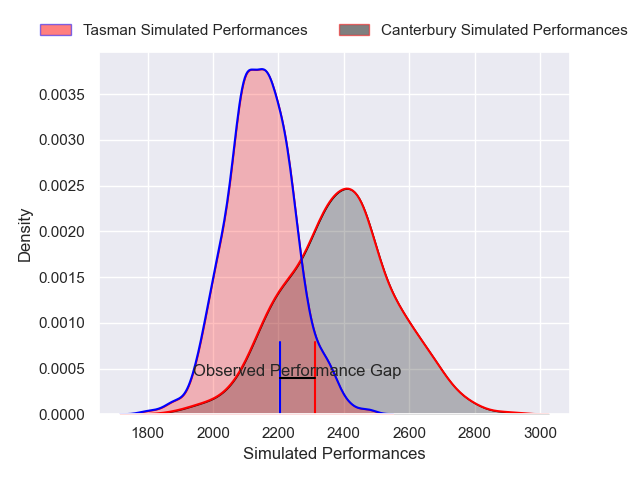 Tasman Simulated Performances Canterbury Simulated Performances
0.0035
0.0030
0.0025
0.0020
0.0015
0.0010
0.0005
0.0000
Density
Observed Performance Gap
1800 2000 2200 2400 2600 2800 3000
Simulated Performances